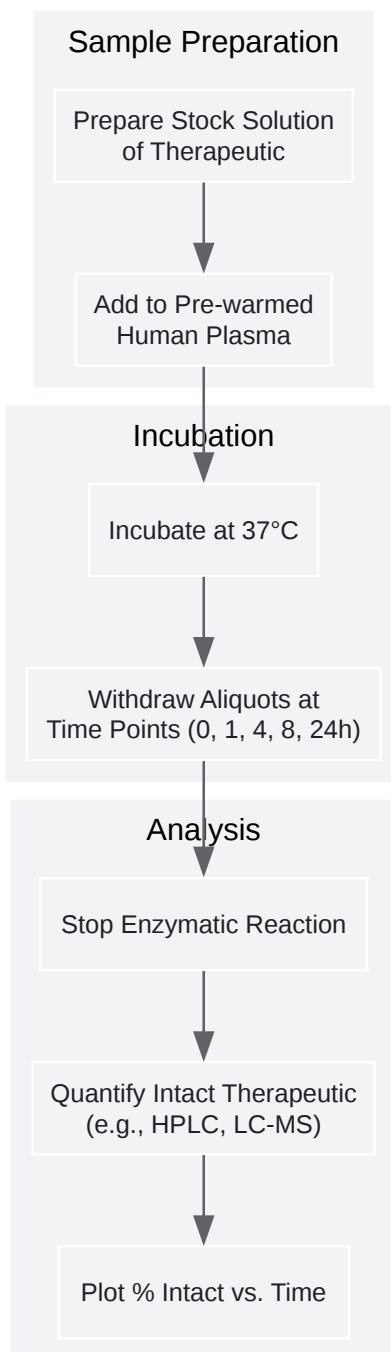 Sample Preparation
Prepare Stock Solution
of Therapeutic
Add to Pre-warmed
Human Plasma
Incubation
Incubate at 37°C
Withdraw Aliquots at
Time Points (0, 1, 4, 8, 24h)
Analysis
Stop Enzymatic Reaction
Quantify Intact Therapeutic
(e.g., HPLC, LC-MS)
Plot % Intact vs. Time